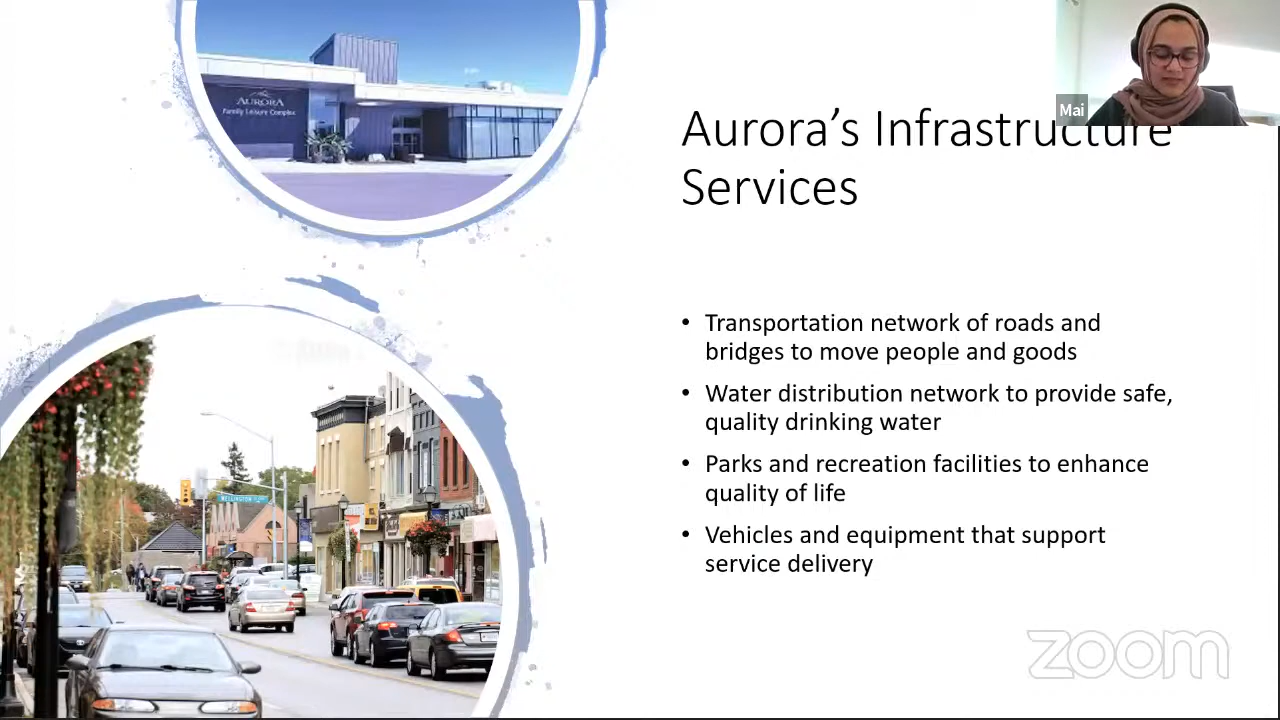 AURORA
Family Leisure Complex
Mai
Aurora’s Infrastructure
Services
• Transportation network of roads and
bridges to move people and goods
• Water distribution network to provide safe,
quality drinking water
• Parks and recreation facilities to enhance
quality of life
• Vehicles and equipment that support
service delivery
WELLINGTON
zoom